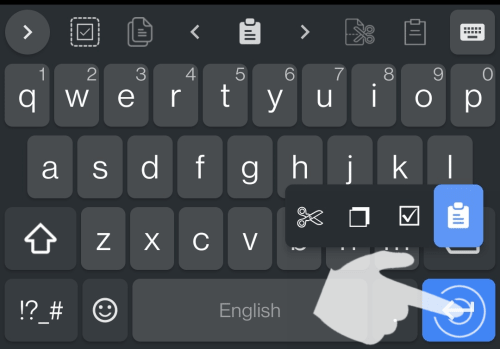 1 2 3 4 5 6 7 8 9 0
q w e r t y u i o p
a s d f g h j k l
z x c v b n m
!?_# English